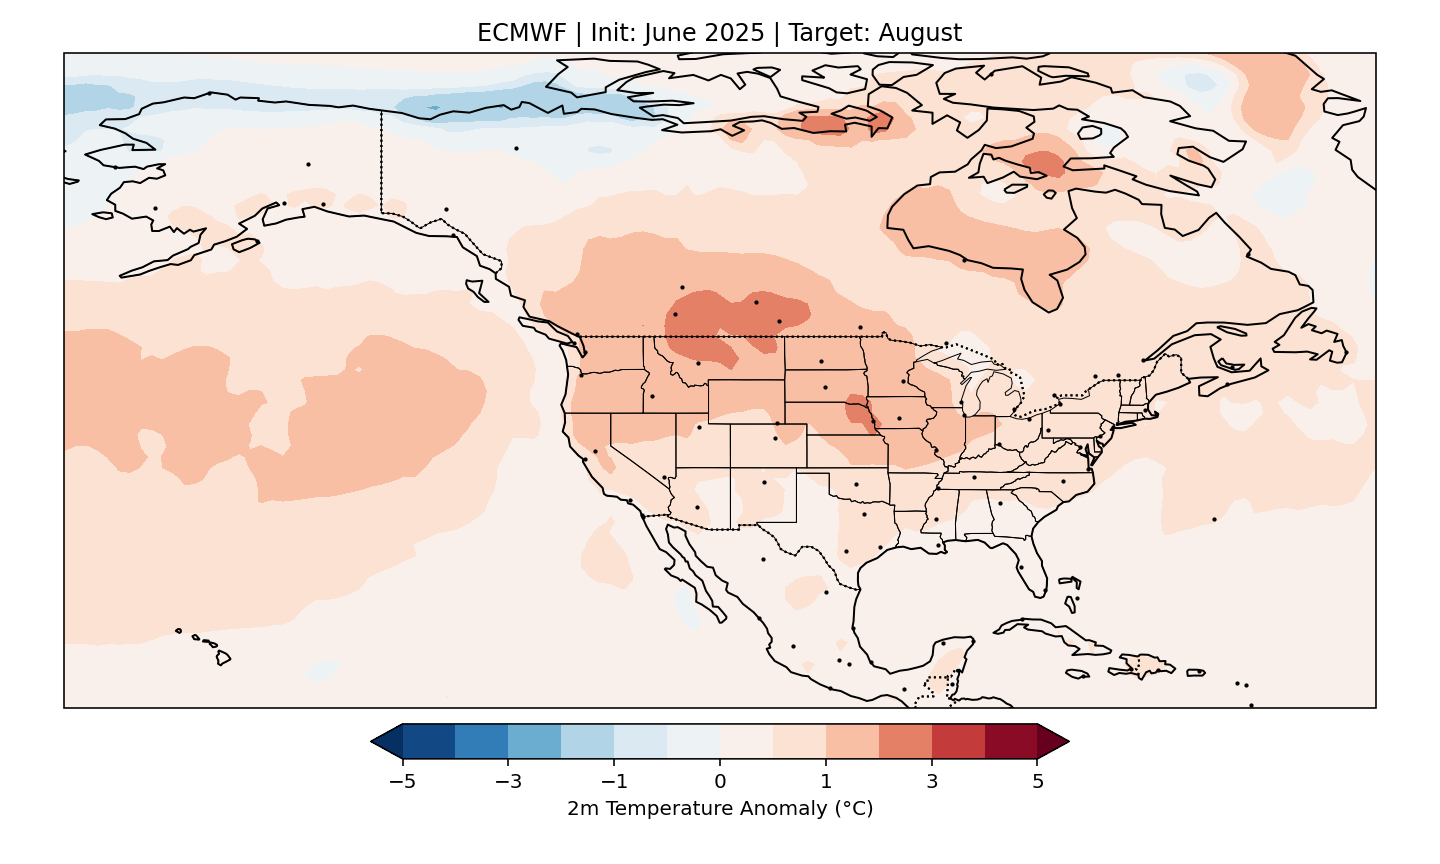 ECMWF | Init: June 2025 | Target: August
−5 −3 −1 0 1 3 5
2m Temperature Anomaly (°C)